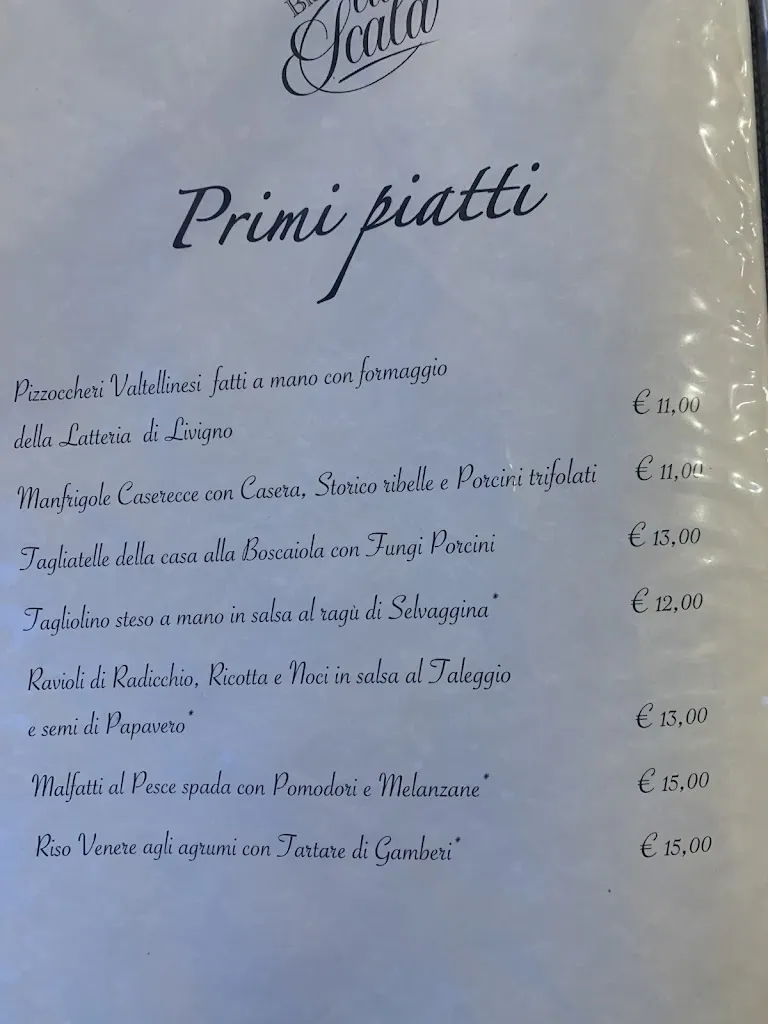 Scala
Primi piatti
Pizzoccheri Valtellinesi fatti a mano con formaggio
della Latteria di Livigno € 11,00
Manfrigole Caserecce con Casera, Storico ribelle e Porcini trifolati € 11,00
Tagliatelle della casa alla Boscaiola con Fungi Porcini € 13,00
Tagliolino steso a mano in salsa al ragù di Selvaggina* € 12,00
Ravioli di Radicchio, Ricotta e Noci in salsa al Taleggio
e semi di Papavero* € 13,00
Malfatti al Pesce spada con Pomodori e Melanzane* € 15,00
Riso Venere agli agrumi con Tartare di Gamberi* € 15,00